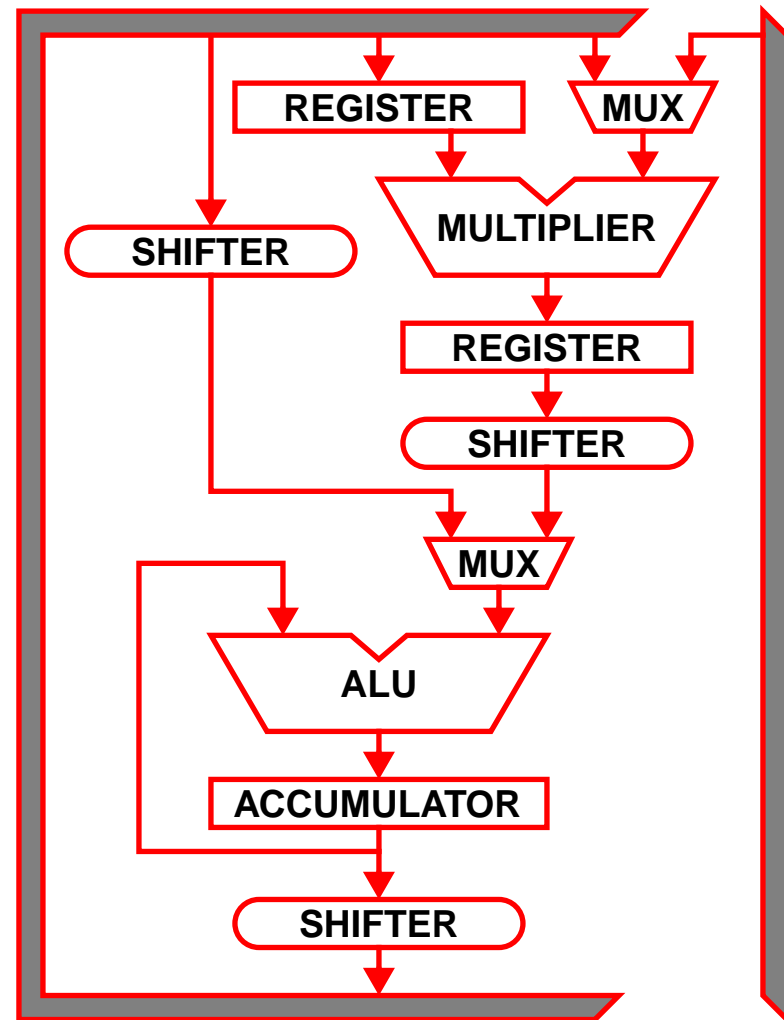 REGISTER
MUX
MULTIPLIER
SHIFTER
REGISTER
SHIFTER
MUX
ALU
ACCUMULATOR
SHIFTER